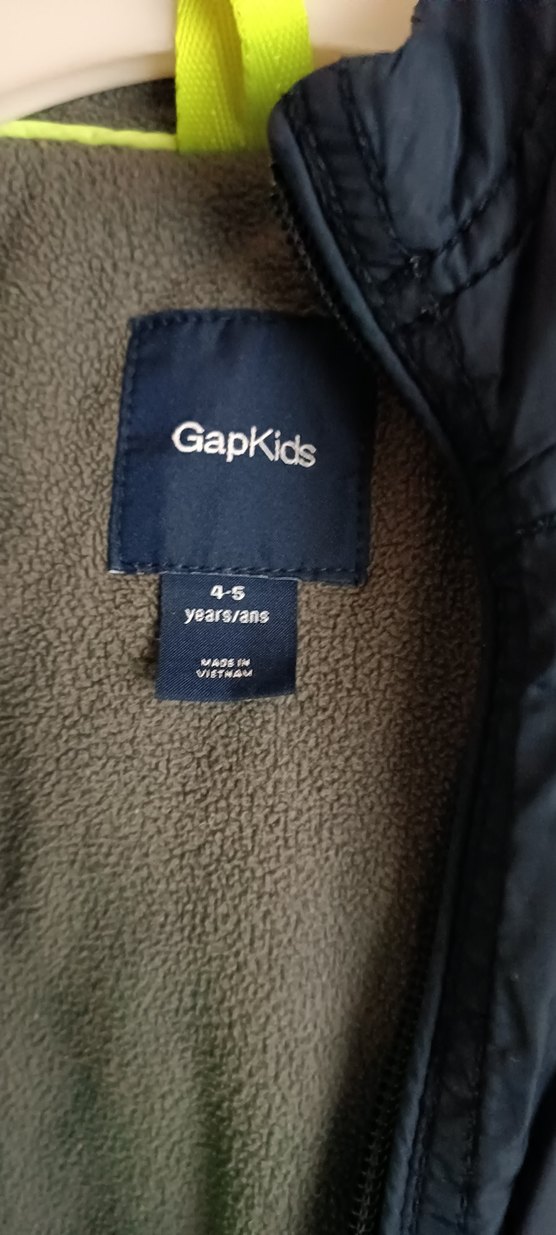 GapKids
4-5
years/ans
MADE IN
VIETNAM